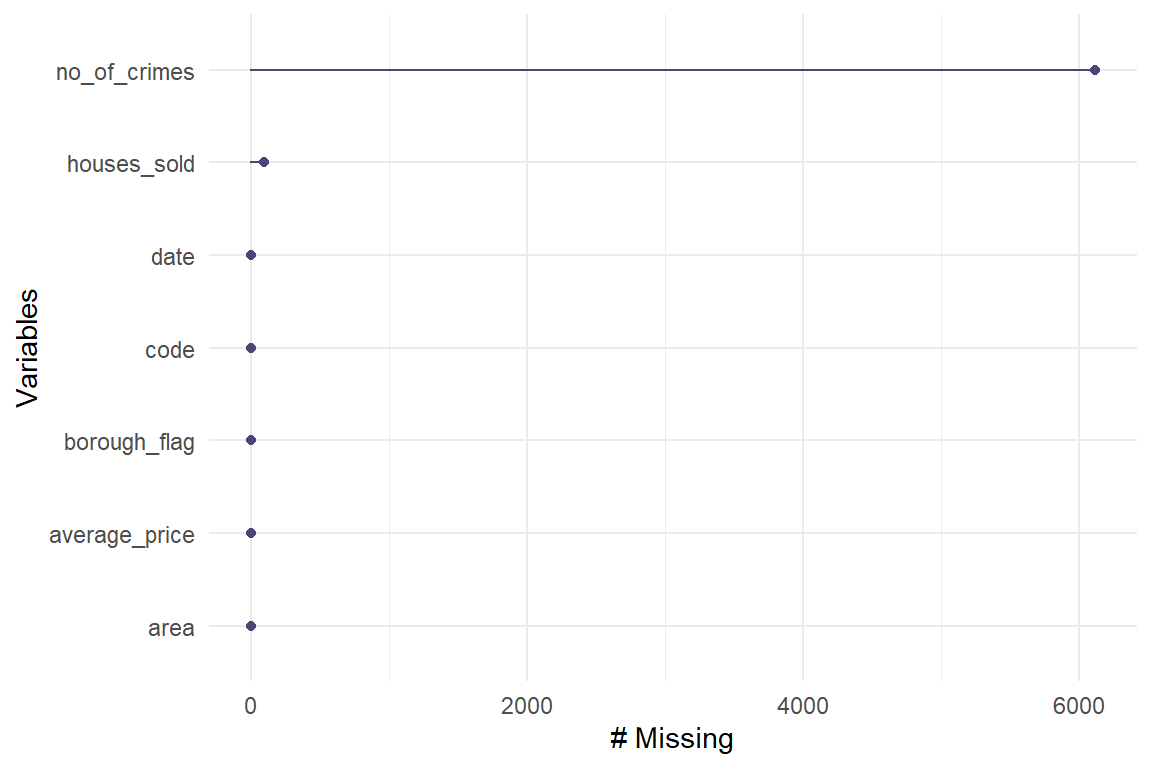 no_of_crimes
houses_sold
date
code
borough_flag
average_price
area
Variables
0 2000 4000 6000
# Missing